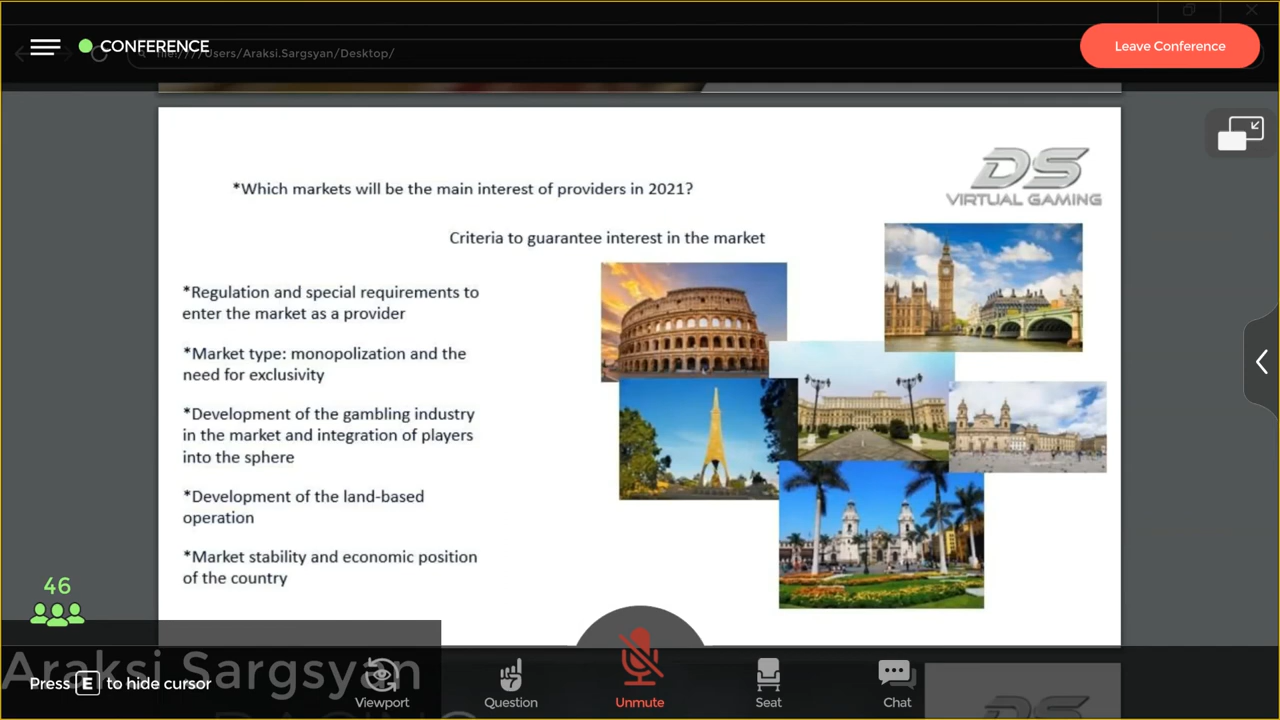 CONFERENCE
/Users/Araksi.Sargsyan/Desktop/
Leave Conference
DS
VIRTUAL GAMING
*Which markets will be the main interest of providers in 2021?
Criteria to guarantee interest in the market
*Regulation and special requirements to
enter the market as a provider
*Market type: monopolization and the
need for exclusivity
*Development of the gambling industry
in the market and integration of players
into the sphere
*Development of the land-based
operation
*Market stability and economic position
of the country
46
Araksi Sargsyan
Press E to hide cursor
Viewport
Question
Unmute
Seat
Chat
DS